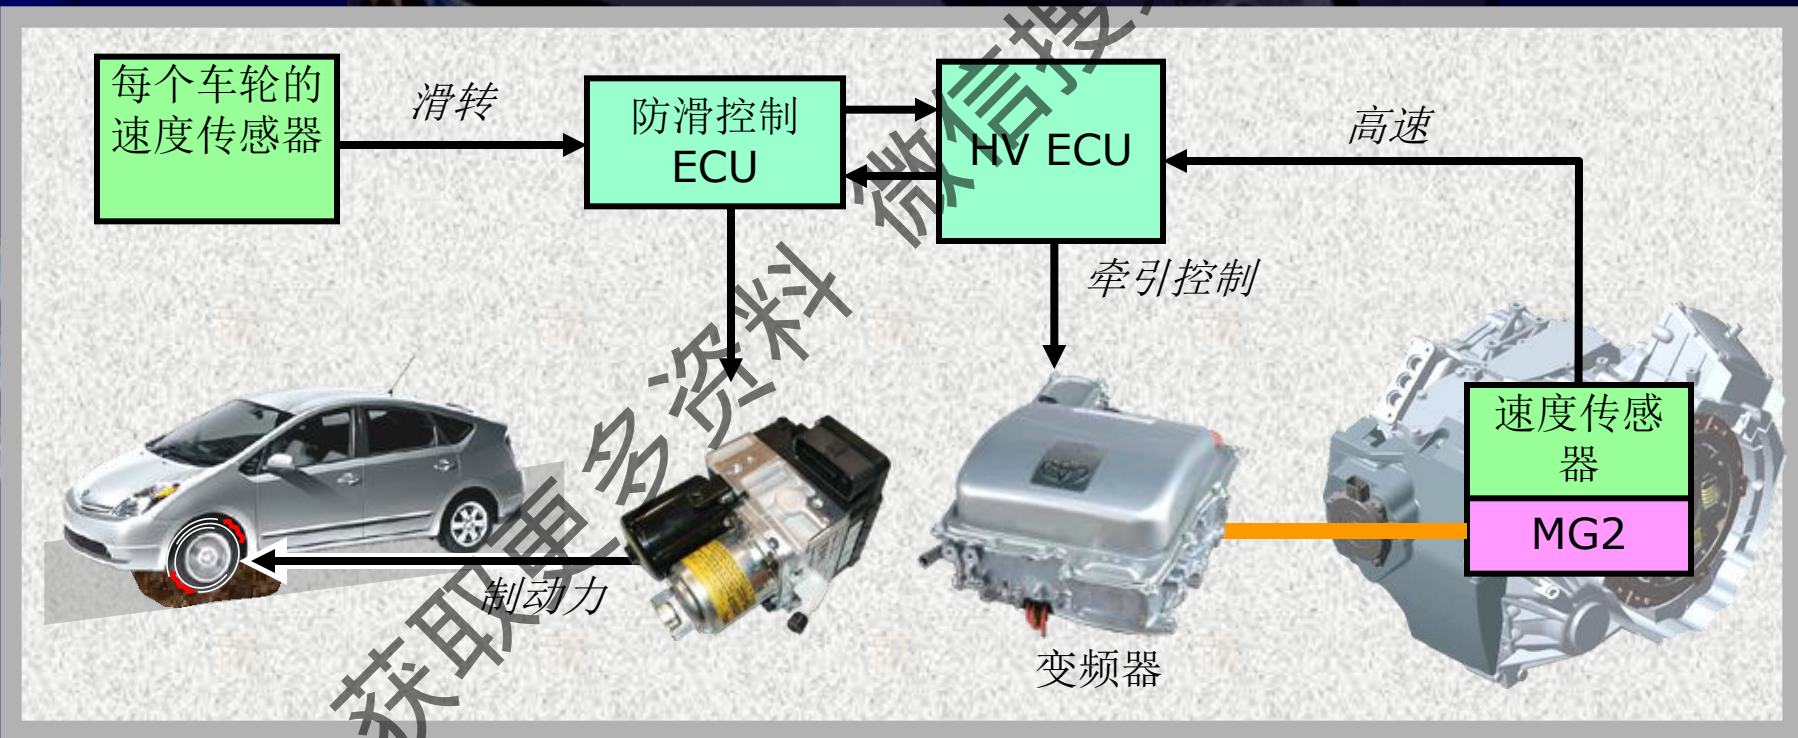 每个车轮的
速度传感器
滑转
防滑控制
ECU
HV ECU
高速
牵引控制
速度传感
器
MG2
制动力
变频器
获取更多资料 微信搜